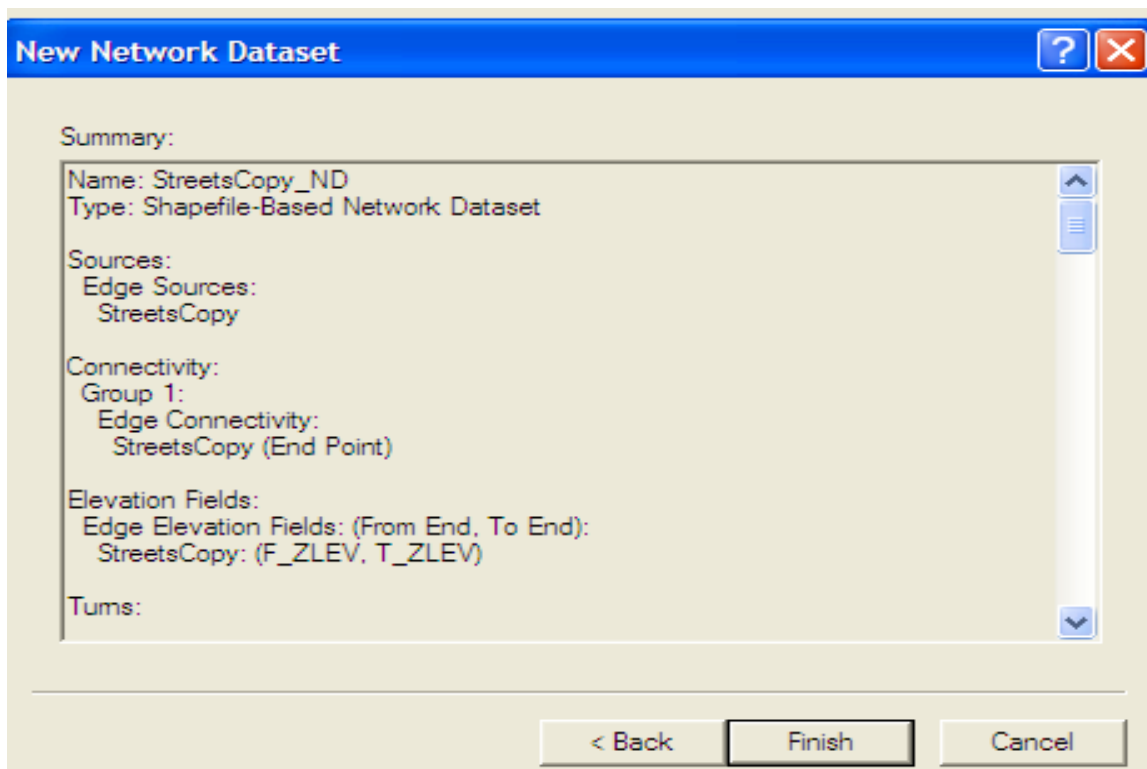 New Network Dataset
Summary:
Name: StreetsCopy_ND
Type: Shapefile-Based Network Dataset
Sources:
Edge Sources:
StreetsCopy
Connectivity:
Group 1:
Edge Connectivity:
StreetsCopy (End Point)
Elevation Fields:
Edge Elevation Fields: (From End, To End):
StreetsCopy: (F_ZLEV, T_ZLEV)
Turns:
< Back
Finish
Cancel